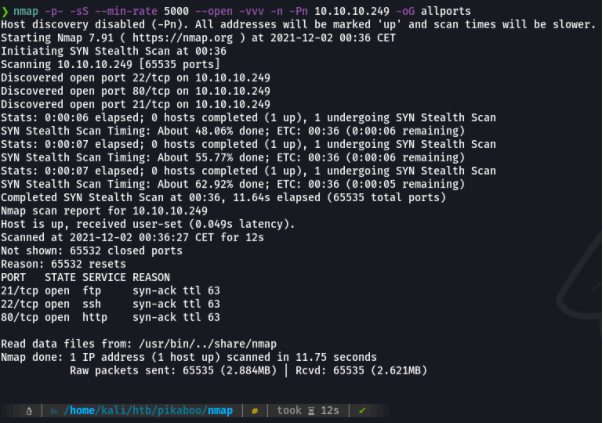 ❯ nmap -p- -sS --min-rate 5000 --open -vvv -n -Pn 10.10.10.249 -oG allports
Host discovery disabled (-Pn). All addresses will be marked 'up' and scan times will be slower.
Starting Nmap 7.91 ( https://nmap.org ) at 2021-12-02 00:36 CET
Initiating SYN Stealth Scan at 00:36
Scanning 10.10.10.249 [65535 ports]
Discovered open port 22/tcp on 10.10.10.249
Discovered open port 80/tcp on 10.10.10.249
Discovered open port 21/tcp on 10.10.10.249
Stats: 0:00:06 elapsed; 0 hosts completed (1 up), 1 undergoing SYN Stealth Scan
SYN Stealth Scan Timing: About 48.06% done; ETC: 00:36 (0:00:06 remaining)
Stats: 0:00:07 elapsed; 0 hosts completed (1 up), 1 undergoing SYN Stealth Scan
SYN Stealth Scan Timing: About 55.77% done; ETC: 00:36 (0:00:06 remaining)
Stats: 0:00:07 elapsed; 0 hosts completed (1 up), 1 undergoing SYN Stealth Scan
SYN Stealth Scan Timing: About 62.92% done; ETC: 00:36 (0:00:05 remaining)
Completed SYN Stealth Scan at 00:36, 11.64s elapsed (65535 total ports)
Nmap scan report for 10.10.10.249
Host is up, received user-set (0.049s latency).
Scanned at 2021-12-02 00:36:27 CET for 12s
Not shown: 65532 closed ports
Reason: 65532 resets
PORT   STATE SERVICE REASON
21/tcp open  ftp     syn-ack ttl 63
22/tcp open  ssh     syn-ack ttl 63
80/tcp open  http    syn-ack ttl 63
Read data files from: /usr/bin/../share/nmap
Nmap done: 1 IP address (1 host up) scanned in 11.75 seconds
           Raw packets sent: 65535 (2.884MB) | Rcvd: 65535 (2.621MB)
/home/kali/htb/pikaboo/nmap | # | took ⌛ 12s | ✔